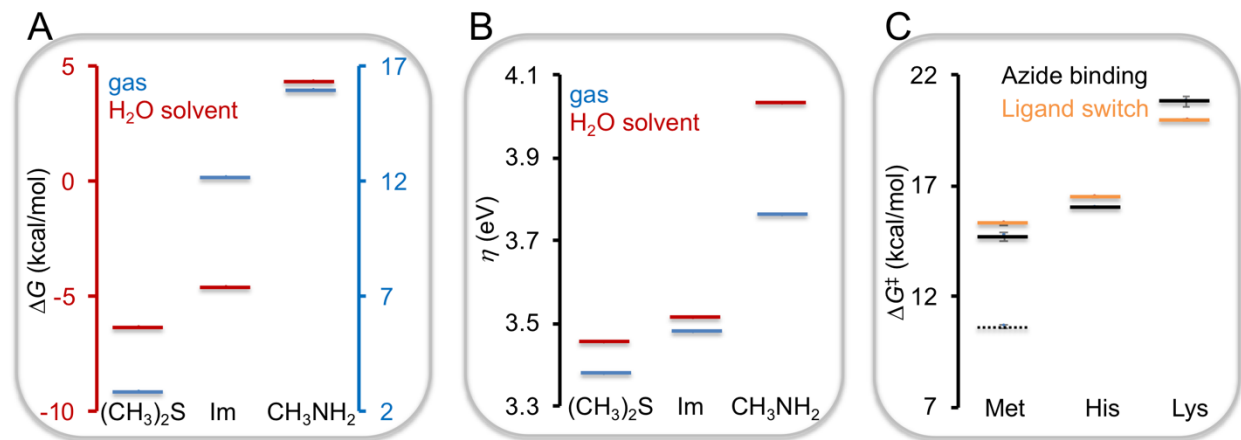 A
ΔG (kcal/mol)
5
0
-5
-10
gas
H₂O solvent
17
12
7
2
(CH₃)₂S Im CH₃NH₂
B
η (eV)
4.1
3.9
3.7
3.5
3.3
gas
H₂O solvent
(CH₃)₂S Im CH₃NH₂
C
ΔG‡ (kcal/mol)
22
17
12
7
Azide binding
Ligand switch
Met His Lys